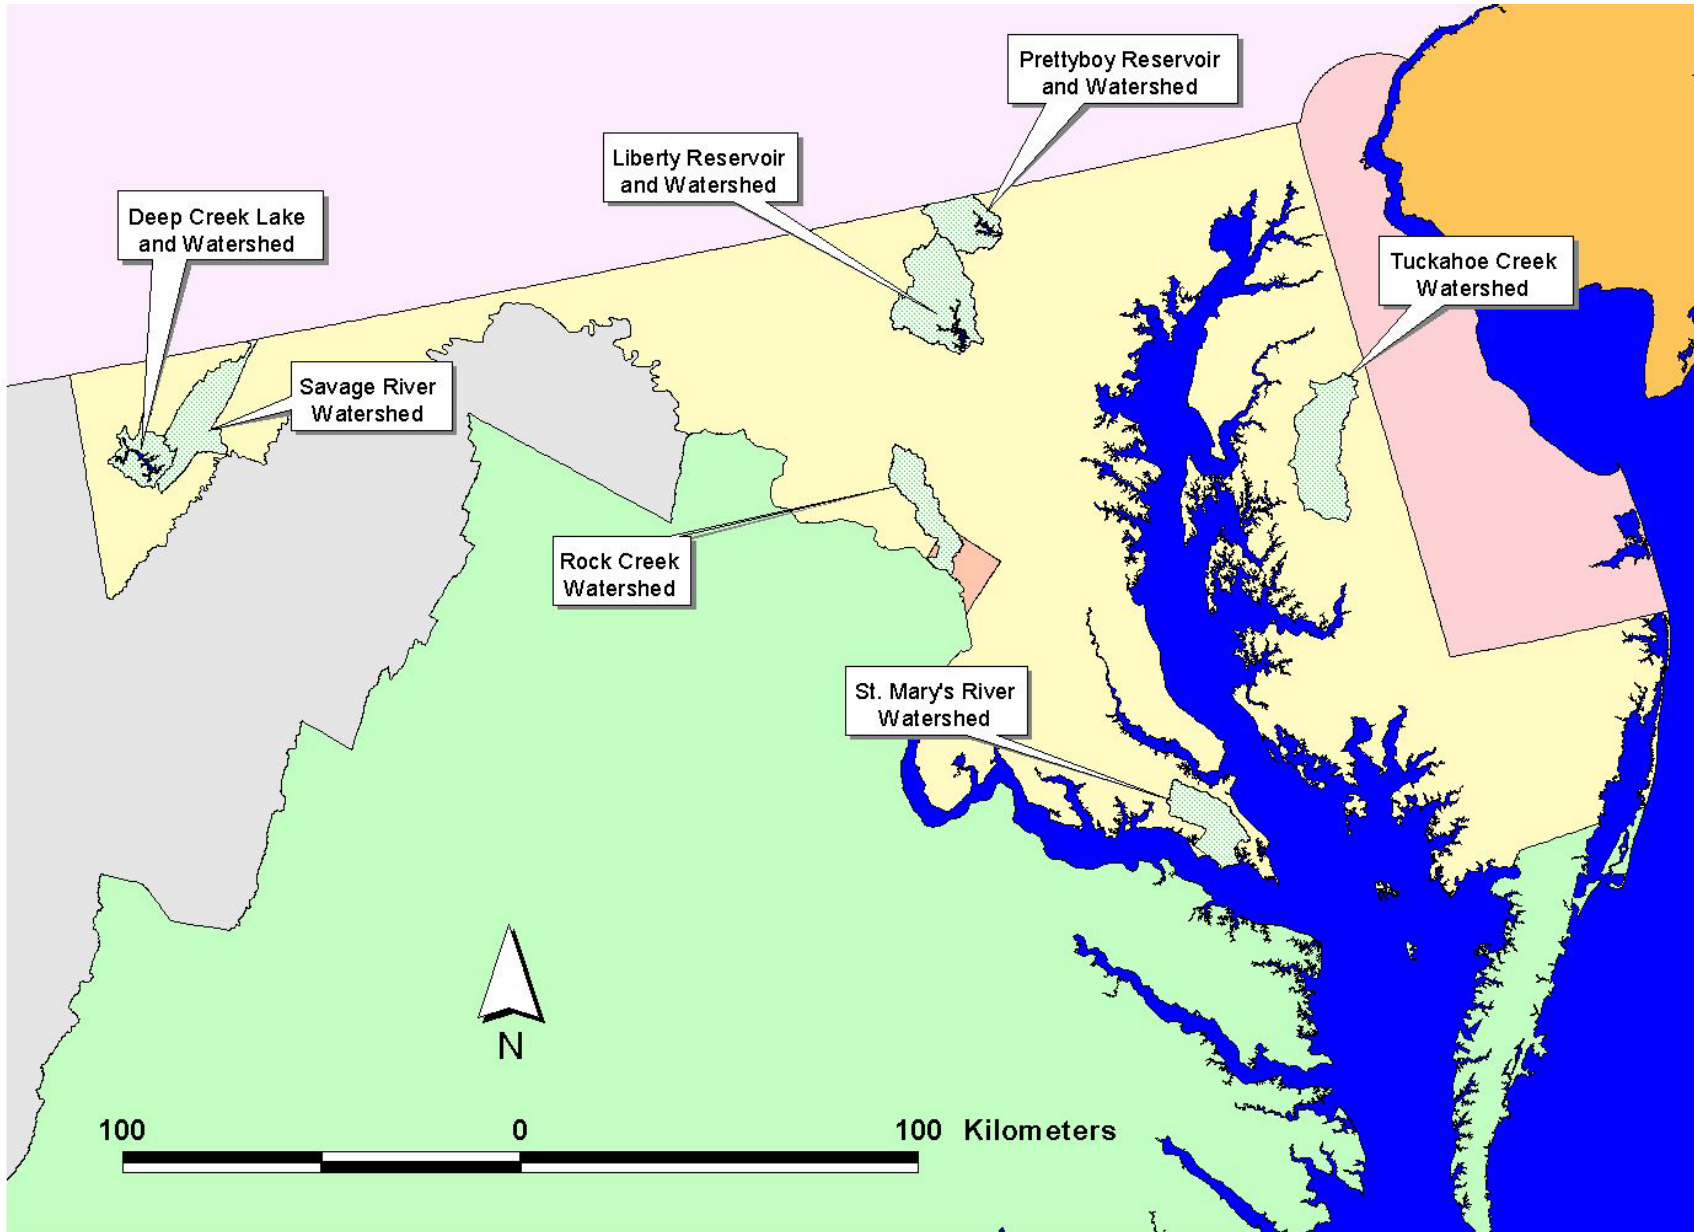 Prettyboy Reservoir
and Watershed
Liberty Reservoir
and Watershed
Deep Creek Lake
and Watershed
Tuckahoe Creek
Watershed
Savage River
Watershed
Rock Creek
Watershed
St. Mary's River
Watershed
N
100 0 100 Kilometers